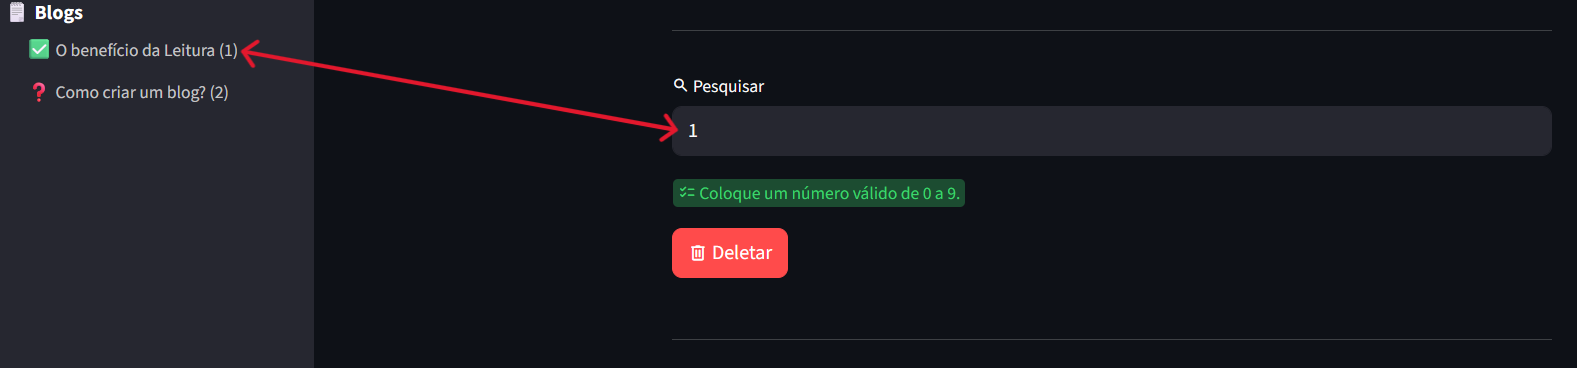 Blogs
O benefício da Leitura (1)
Como criar um blog? (2)
Pesquisar
1
Coloque um número válido de 0 a 9.
Deletar